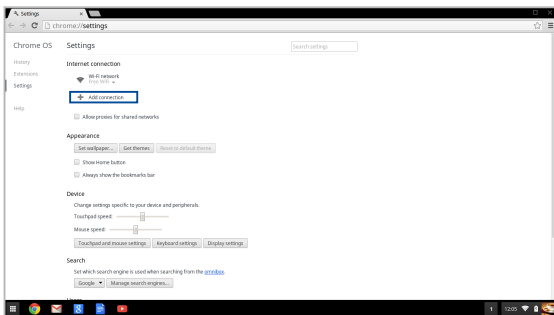 Settings
chrome://settings
Chrome OS
Settings
Search settings
History
Extensions
Settings
Help
Internet connection
Wi-Fi network
Free WiFi
Add connection
Allow proxies for shared networks
Appearance
Set wallpaper... Get themes Reset to default theme
Show Home button
Always show the bookmarks bar
Device
Change settings specific to your device and peripherals.
Touchpad speed:
Mouse speed:
Touchpad and mouse settings Keyboard settings Display settings
Search
Set which search engine is used when searching from the omnibox.
Google Manage search engines...
1 12:05